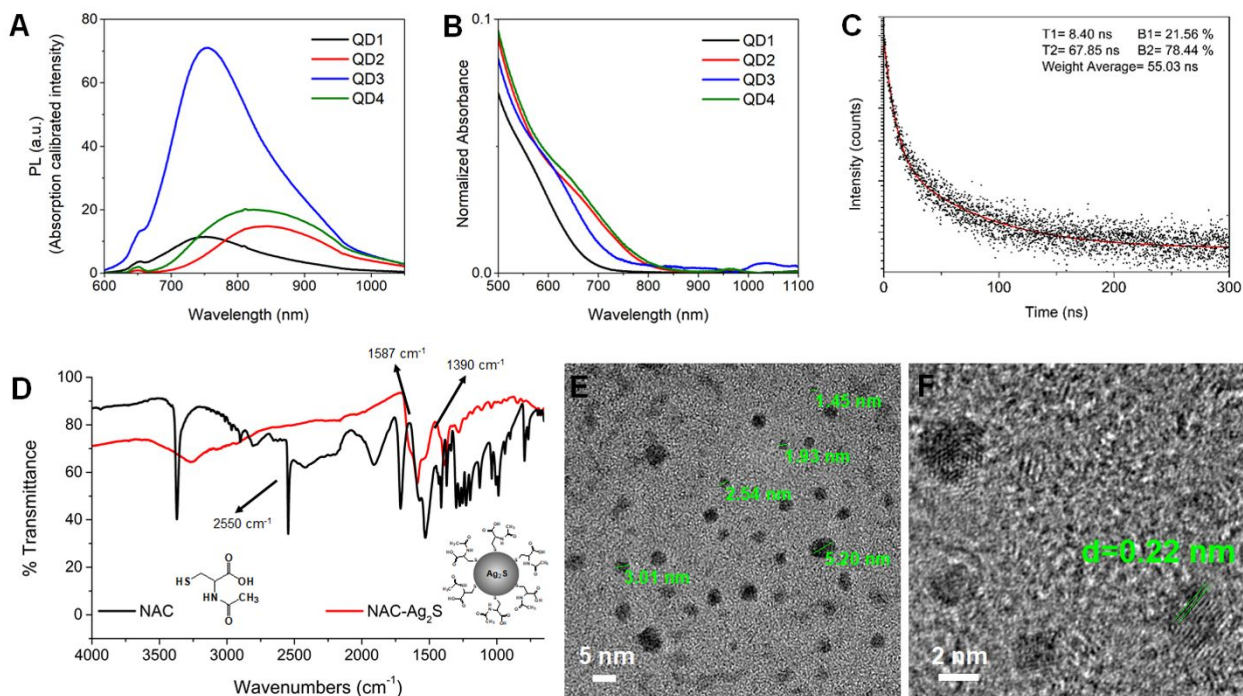 A
80
60
40
20
0
600 700 800 900 1000
PL (a.u.)
(Absorption calibrated intensity)
Wavelength (nm)
QD1
QD2
QD3
QD4
B
0.1
0.0
500 600 700 800 900 1000 1100
Normalized Absorbance
Wavelength (nm)
QD1
QD2
QD3
QD4
C
T1= 8.40 ns B1= 21.56 %
T2= 67.85 ns B2= 78.44 %
Weight Average= 55.03 ns
Intensity (counts)
0 100 200 300
Time (ns)
D
1587 cm⁻¹
1390 cm⁻¹
2550 cm⁻¹
100
80
60
40
20
0
% Transmittance
HS
O
OH
HN
CH₃
O
Ag₂S
NAC
NAC-Ag₂S
4000 3500 3000 2500 2000 1500 1000
Wavenumbers (cm⁻¹)
E
1.45 nm
1.93 nm
2.54 nm
5.20 nm
3.01 nm
5 nm
F
d=0.22 nm
2 nm